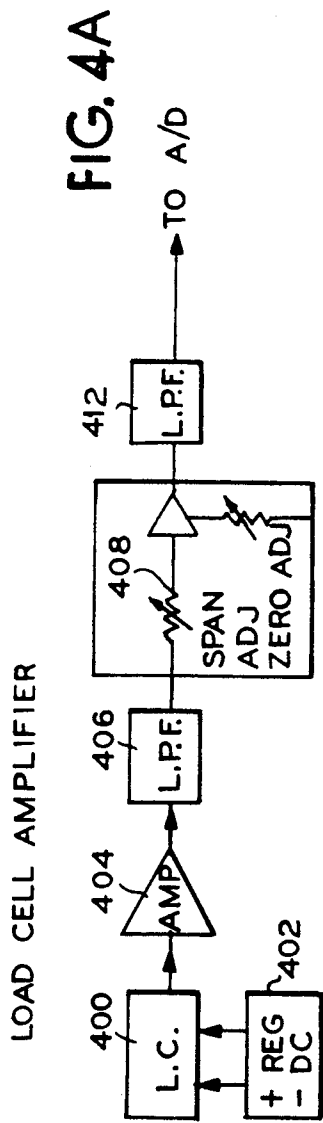 FIG. 4A
LOAD CELL AMPLIFIER
400
L.C.
402
+ REG
- DC
404
AMP
406
L.P.F.
408
SPAN
ADJ
ZERO ADJ
412
L.P.F.
TO A/D